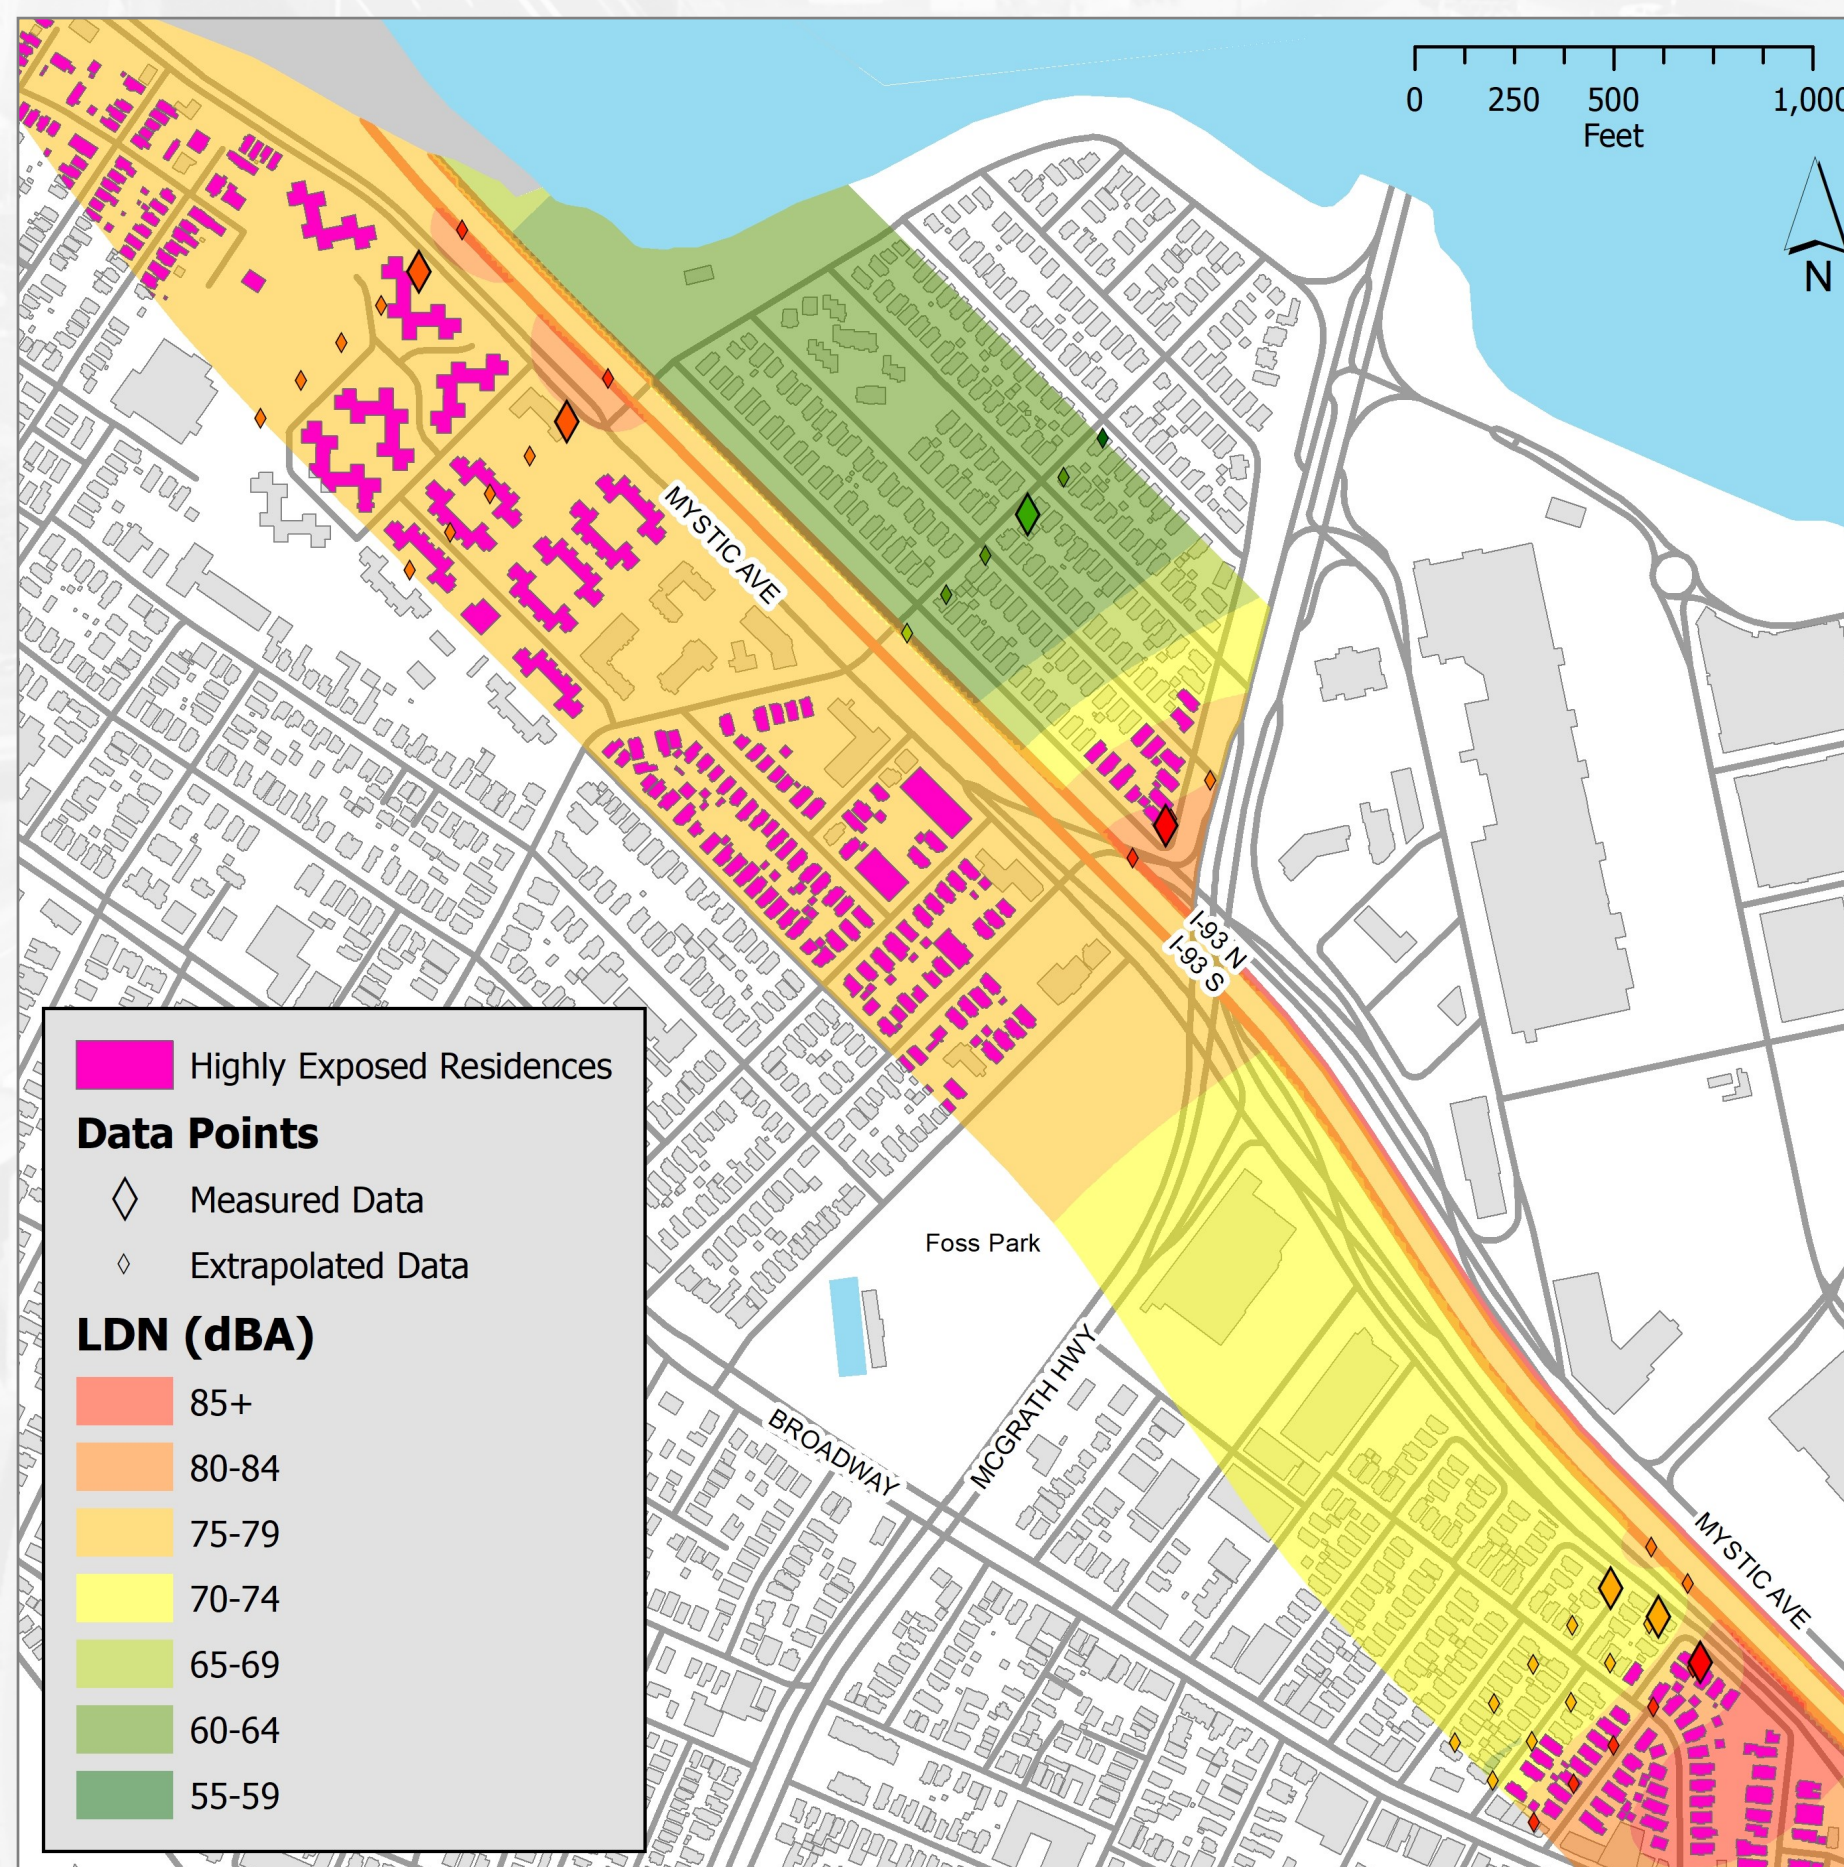 0 250 500 1,000
Feet
N
MYSTIC AVE
I-93 N
I-93 S
Foss Park
BROADWAY
MCGRATH HWY
MYSTIC AVE
Highly Exposed Residences
Data Points
Measured Data
Extrapolated Data
LDN (dBA)
85+
80-84
75-79
70-74
65-69
60-64
55-59